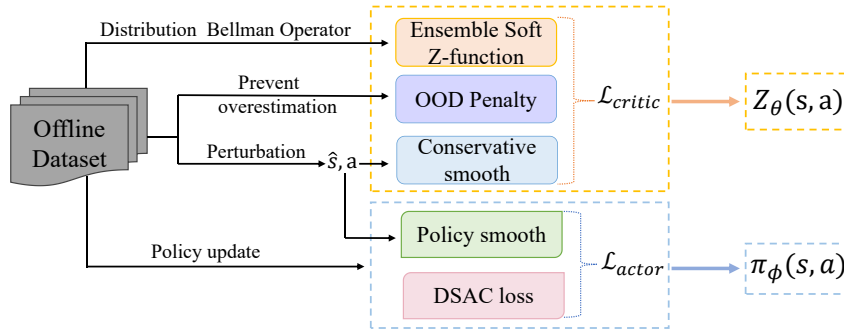 Distribution Bellman Operator
Ensemble Soft
Z-function
Prevent
overestimation
OOD Penalty
ℒ_critic
Z_θ(s, a)
Offline
Dataset
Perturbation
ŝ, a
Conservative
smooth
Policy smooth
Policy update
ℒ_actor
π_ϕ(s, a)
DSAC loss